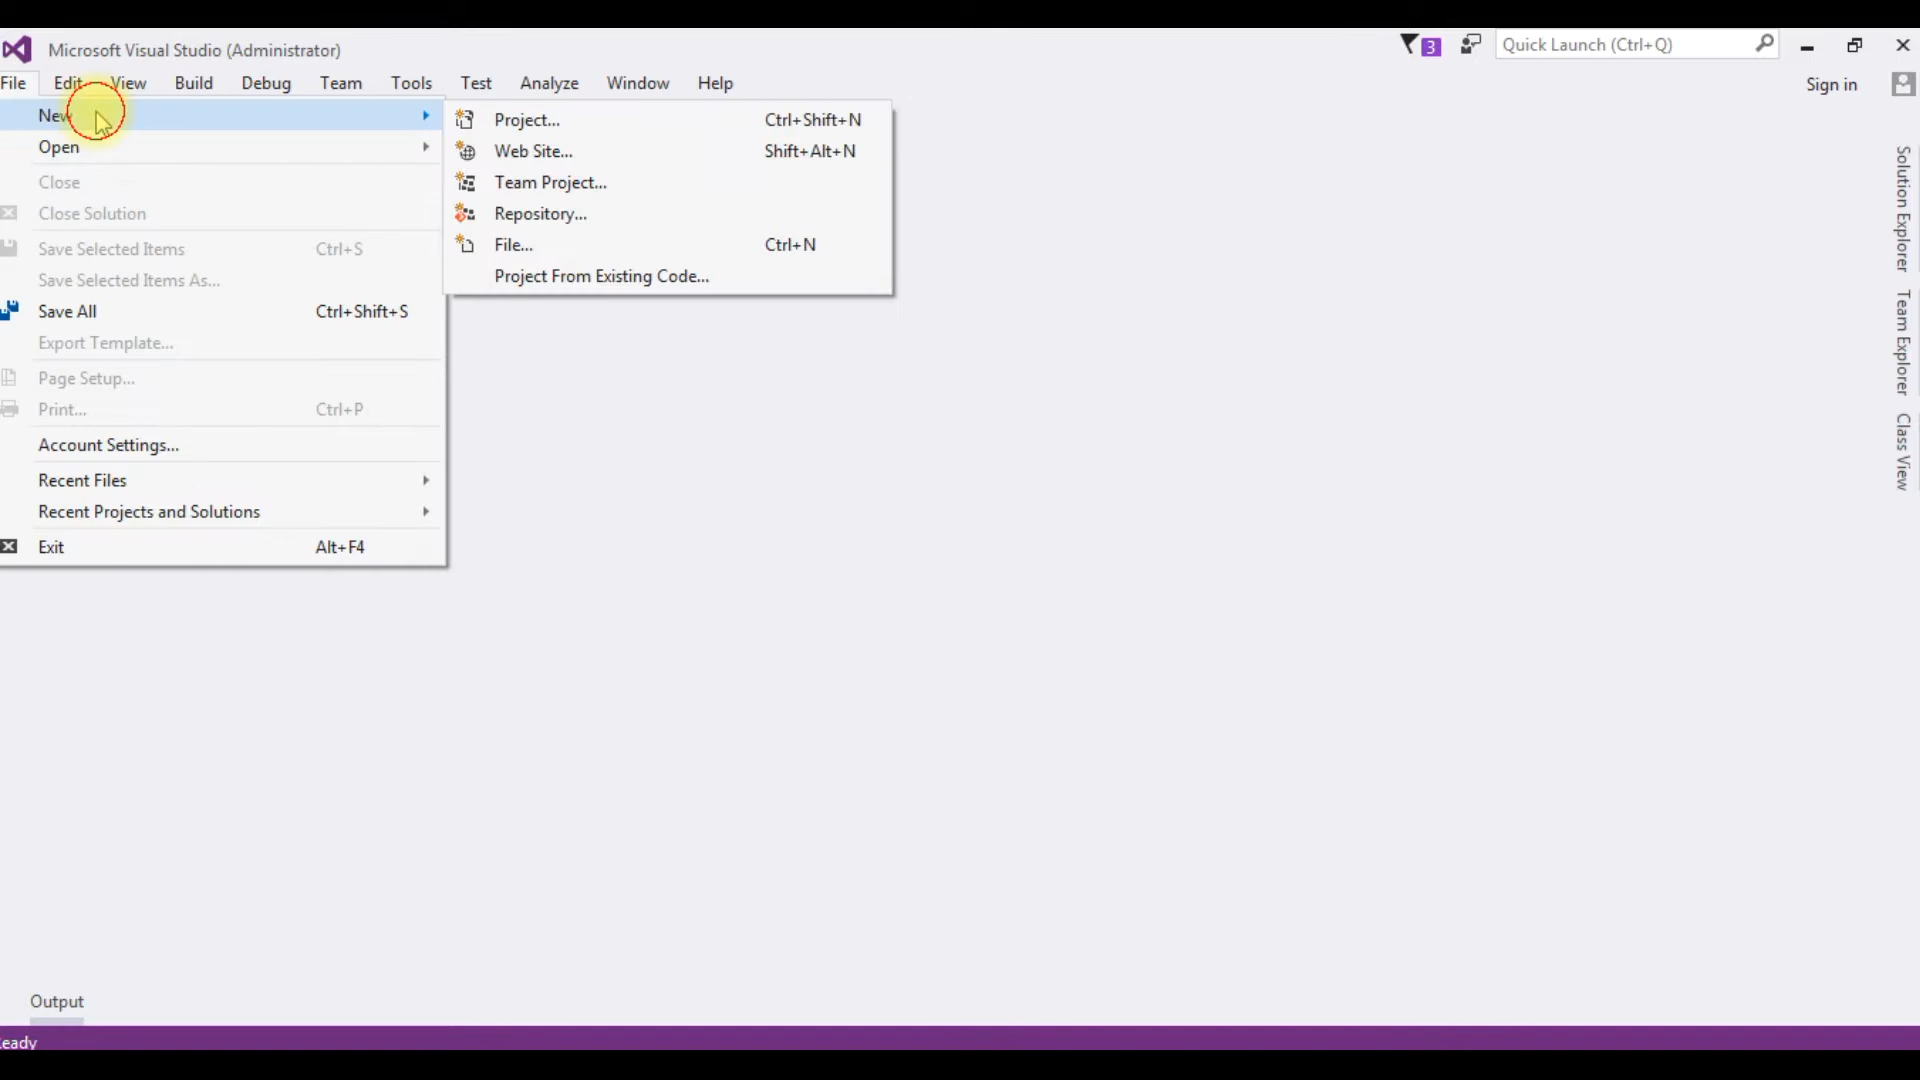 Microsoft Visual Studio (Administrator)
3
Quick Launch (Ctrl+Q)
File Edit View Build Debug Team Tools Test Analyze Window Help
Sign in
New
Open
Close
Close Solution
Save Selected Items Ctrl+S
Save Selected Items As...
Save All Ctrl+Shift+S
Export Template...
Page Setup...
Print... Ctrl+P
Account Settings...
Recent Files
Recent Projects and Solutions
Exit Alt+F4
Project... Ctrl+Shift+N
Web Site... Shift+Alt+N
Team Project...
Repository...
File... Ctrl+N
Project From Existing Code...
Solution Explorer
Team Explorer
Class View
Output
eady